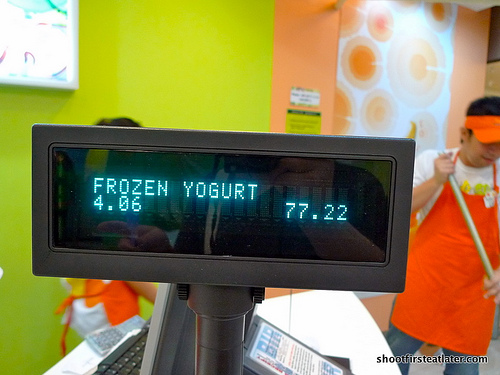 FROZEN YOGURT
4.06 77.22
shootfirsteatlater.com